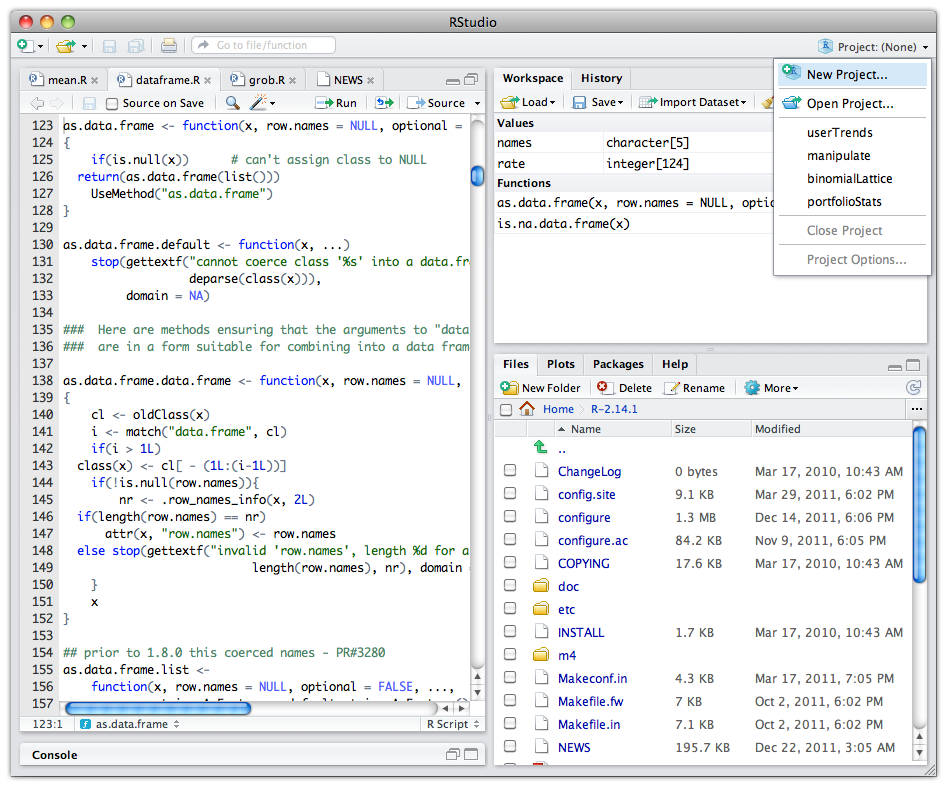 RStudio
Go to file/function
Project: (None)
mean.R
dataframe.R
grob.R
NEWS
Source on Save
Run
Source
123 as.data.frame <- function(x, row.names = NULL, optional =
124 {
125     if(is.null(x))      # can't assign class to NULL
126   return(as.data.frame(list()))
127     UseMethod("as.data.frame")
128 }
129
130 as.data.frame.default <- function(x, ...)
131     stop(gettextf("cannot coerce class '%s' into a data.fr
132                   deparse(class(x))),
133          domain = NA)
134
135 ###  Here are methods ensuring that the arguments to "data
136 ###  are in a form suitable for combining into a data fram
137
138 as.data.frame.data.frame <- function(x, row.names = NULL,
139 {
140     cl <- oldClass(x)
141     i <- match("data.frame", cl)
142     if(i > 1L)
143   class(x) <- cl[ - (1L:(i-1L))]
144     if(!is.null(row.names)){
145         nr <- .row_names_info(x, 2L)
146   if(length(row.names) == nr)
147       attr(x, "row.names") <- row.names
148   else stop(gettextf("invalid 'row.names', length %d for a
149                            length(row.names), nr), domain =
150     }
151     x
152 }
153
154 ## prior to 1.8.0 this coerced names - PR#3280
155 as.data.frame.list <-
156     function(x, row.names = NULL, optional = FALSE, ...,
157
123:1
as.data.frame
R Script
Console
Workspace
History
Load
Save
Import Dataset
Values
names character[5]
rate integer[124]
Functions
as.data.frame(x, row.names = NULL, optio
is.na.data.frame(x)
New Project...
Open Project...
userTrends
manipulate
binomialLattice
portfolioStats
Close Project
Project Options...
Files
Plots
Packages
Help
New Folder
Delete
Rename
More
Home
R-2.14.1
...
Name Size Modified
..
ChangeLog 0 bytes Mar 17, 2010, 10:43 AM
config.site 9.1 KB Mar 29, 2011, 6:02 PM
configure 1.3 MB Dec 14, 2011, 6:06 PM
configure.ac 84.2 KB Nov 9, 2011, 6:05 PM
COPYING 17.6 KB Mar 17, 2010, 10:43 AM
doc
etc
INSTALL 1.7 KB Mar 17, 2010, 10:43 AM
m4
Makeconf.in 4.3 KB Mar 17, 2011, 7:05 PM
Makefile.fw 7 KB Oct 2, 2011, 6:02 PM
Makefile.in 7.1 KB Oct 2, 2011, 6:02 PM
NEWS 195.7 KB Dec 22, 2011, 3:05 AM